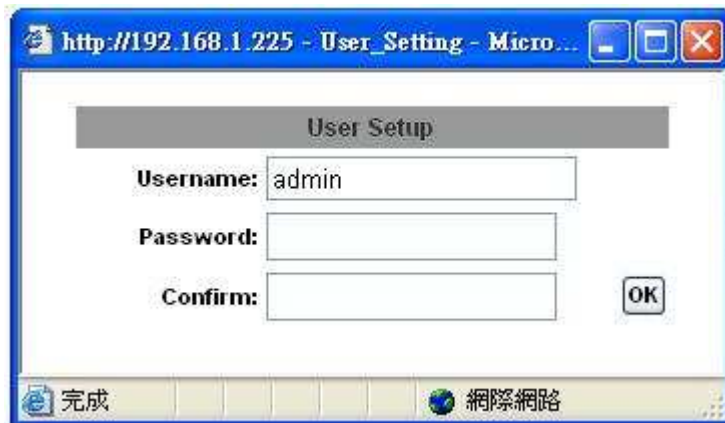 http://192.168.1.225 - User_Setting - Micro...
User Setup
Username: admin
Password:
Confirm:
OK
完成
網際網路